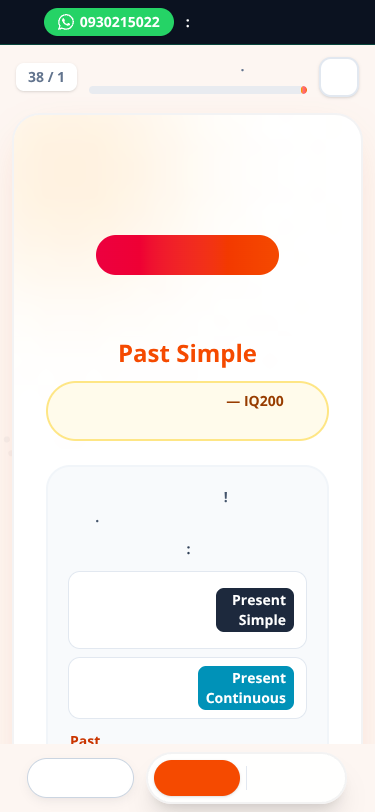 0930215022 :
38 / 1
.
Past Simple
— IQ200
!
.
:
Present
Simple
Present
Continuous
Past